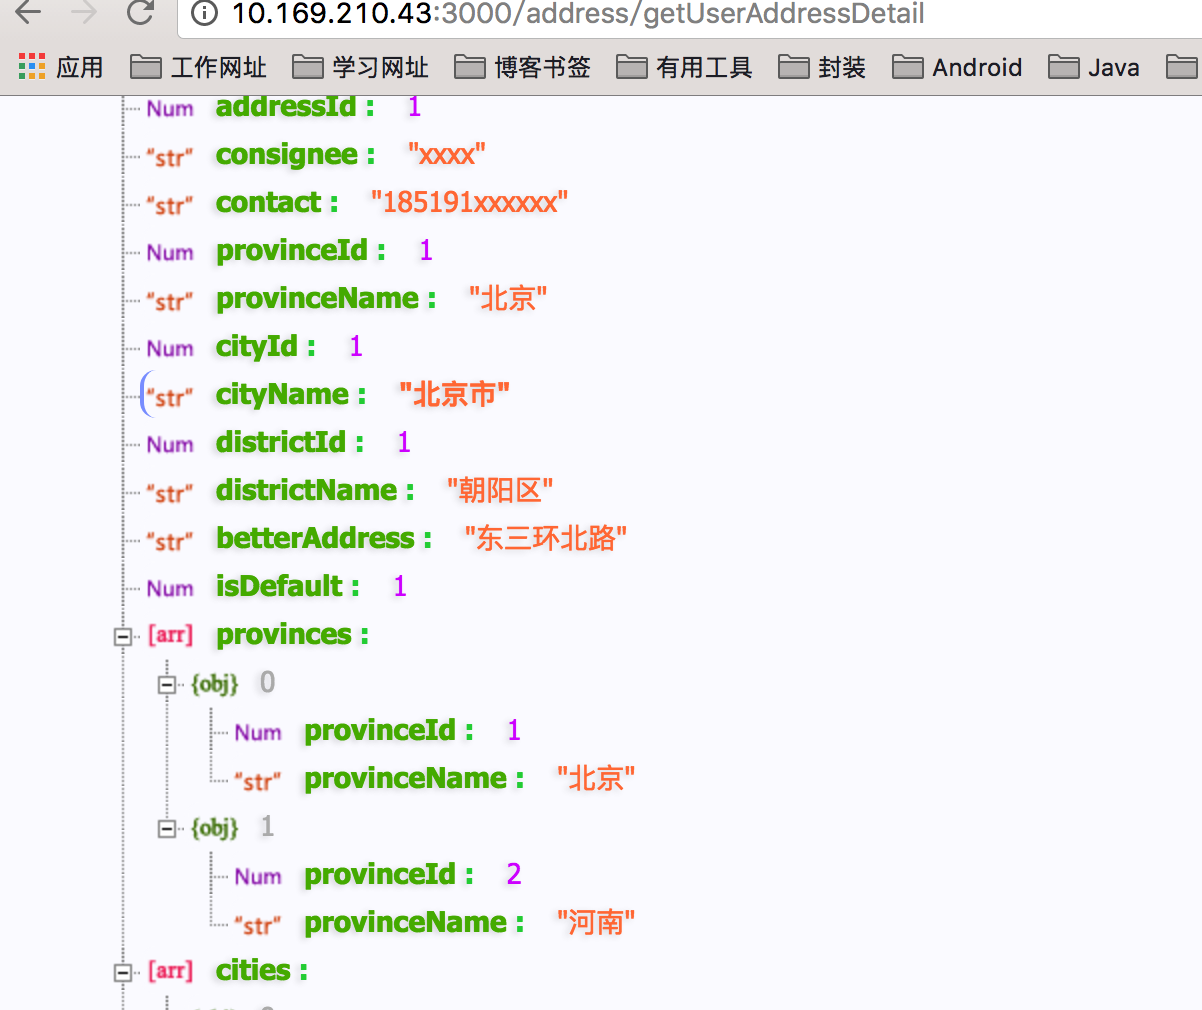 10.169.210.43:3000/address/getUserAddressDetail
应用 工作网址 学习网址 博客书签 有用工具 封装 Android Java
Num addressId : 1
"str" consignee : "xxxx"
"str" contact : "185191xxxxxx"
Num provinceId : 1
"str" provinceName : "北京"
Num cityId : 1
"str" cityName : "北京市"
Num districtId : 1
"str" districtName : "朝阳区"
"str" betterAddress : "东三环北路"
Num isDefault : 1
[arr] provinces :
{obj} 0
Num provinceId : 1
"str" provinceName : "北京"
{obj} 1
Num provinceId : 2
"str" provinceName : "河南"
[arr] cities :